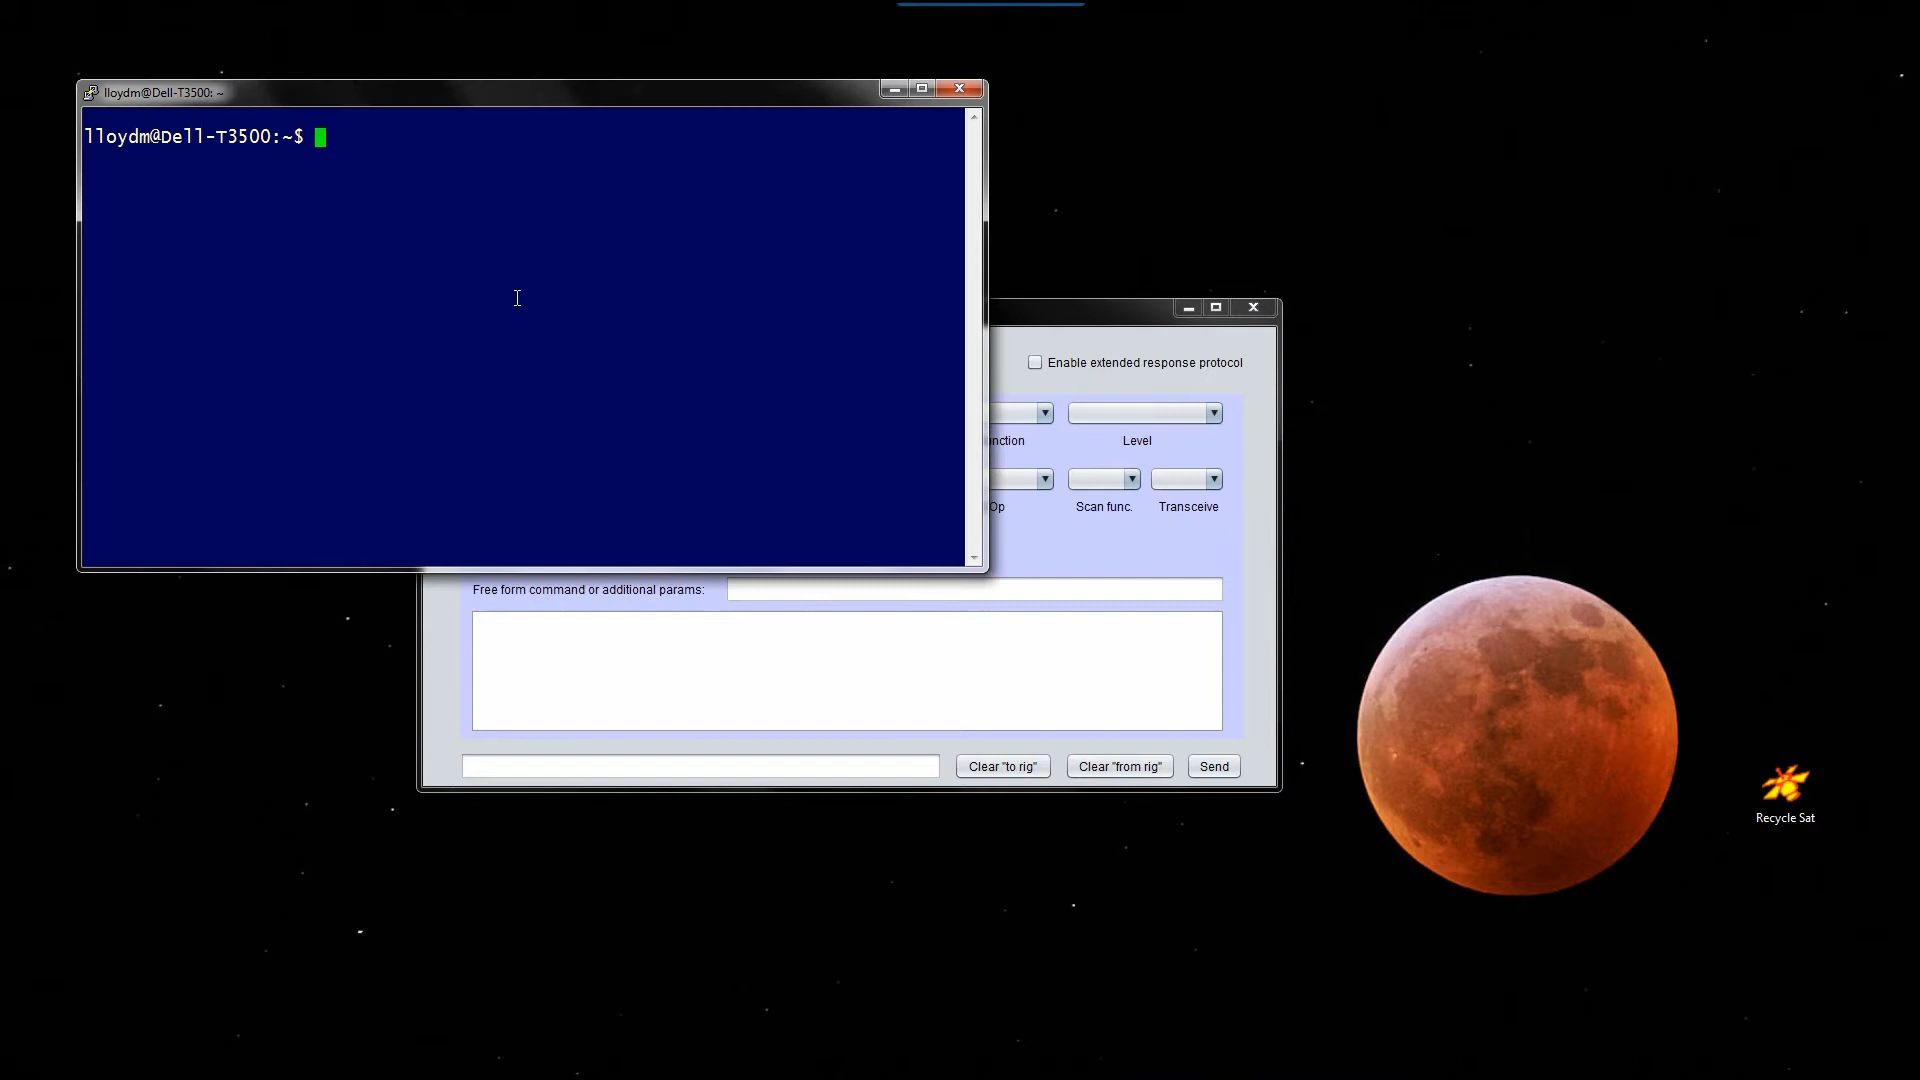 lloydm@Dell-T3500: ~
lloydm@Dell-T3500:~$
Enable extended response protocol
nction
Level
Op
Scan func.
Transceive
Free form command or additional params:
Clear "to rig"
Clear "from rig"
Send
Recycle Sat